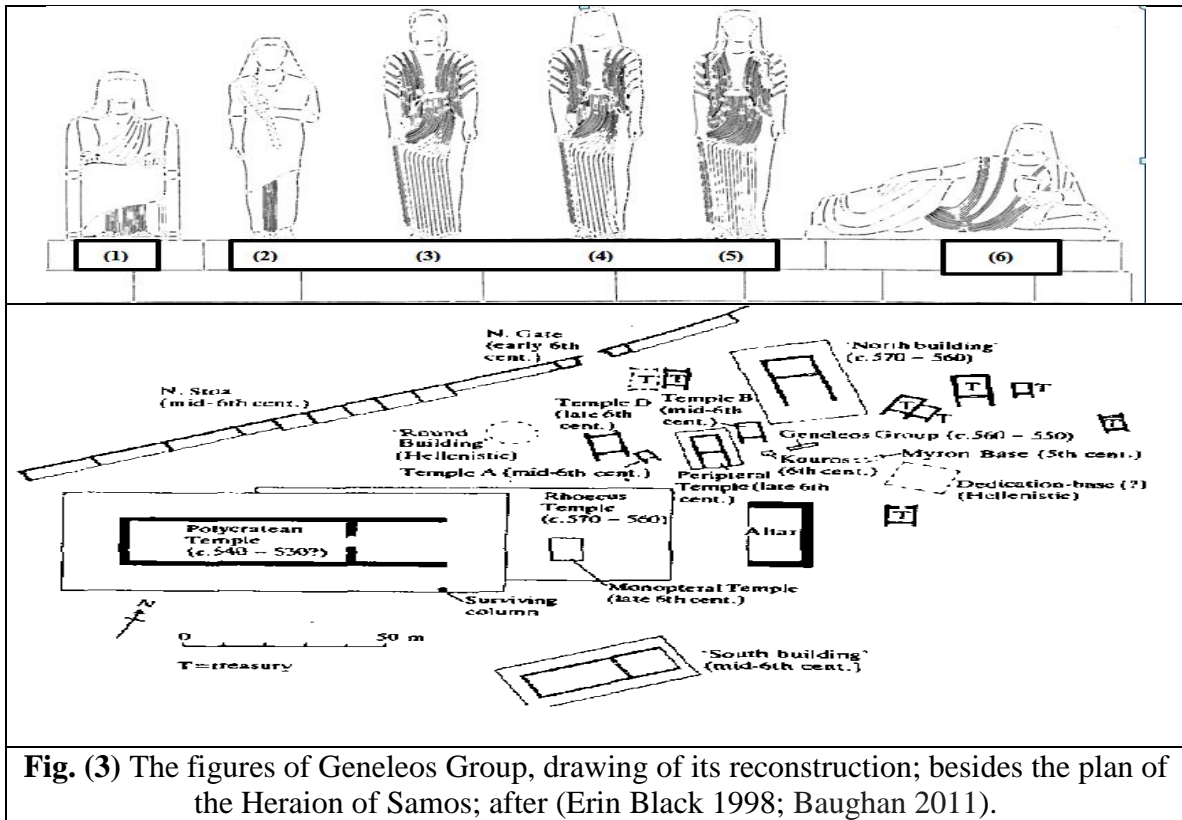 (1)
(2)
(3)
(4)
(5)
(6)
N. Gate
(early 6th
cent.)
N. Stoa
(mid-6th cent.)
'North building'
(c.570 – 560)
T
T
T
T
T
T
T
T
T
Temple D
(late 6th
cent.)
Temple B
(mid-6th
cent.)
'Round
Building'
(Hellenistic)
Temple A (mid-6th cent.)
Geneleos Group (c.560 – 550)
Kouros
(6th cent.)
Myron Base (5th cent.)
Peripteral
Temple (late 6th
cent.)
Dedication-base (?)
(Hellenistic)
Rhoecus
Temple
(c.570 – 560)
Polycratean
Temple
(c.540 – 530?)
Altar
Monopteral Temple
(late 6th cent.)
Surviving
column
N
0 50 m
T=treasury
'South building'
(mid-6th cent.)
Fig. (3) The figures of Geneleos Group, drawing of its reconstruction; besides the plan of
the Heraion of Samos; after (Erin Black 1998; Baughan 2011).